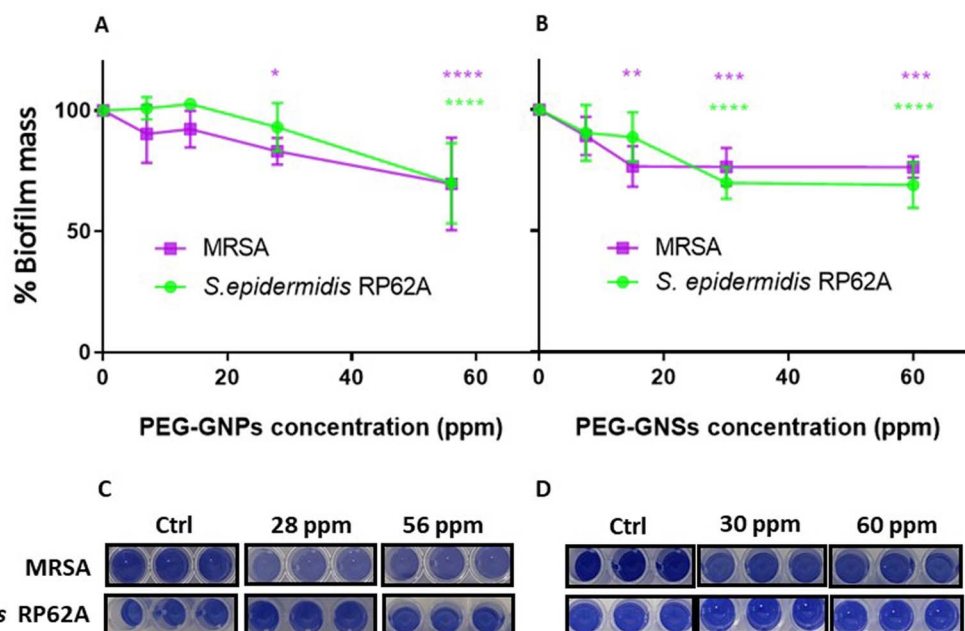 A
B
* **** ** *** ***
**** **** ****
% Biofilm mass
100
50
0
MRSA
S.epidermidis RP62A
MRSA
S. epidermidis RP62A
0 20 40 60
0 20 40 60
PEG-GNPs concentration (ppm)
PEG-GNSs concentration (ppm)
C
D
Ctrl 28 ppm 56 ppm
Ctrl 30 ppm 60 ppm
MRSA
s RP62A